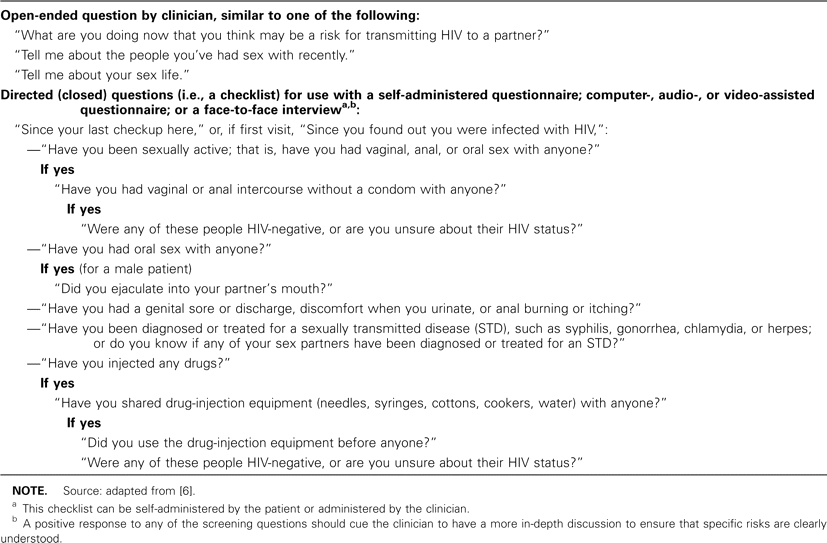 Open-ended question by clinician, similar to one of the following:
“What are you doing now that you think may be a risk for transmitting HIV to a partner?”
“Tell me about the people you’ve had sex with recently.”
“Tell me about your sex life.”
Directed (closed) questions (i.e., a checklist) for use with a self-administered questionnaire; computer-, audio-, or video-assisted
questionnaire; or a face-to-face interviewa,b:
“Since your last checkup here,” or, if first visit, “Since you found out you were infected with HIV,”:
—“Have you been sexually active; that is, have you had vaginal, anal, or oral sex with anyone?”
If yes
“Have you had vaginal or anal intercourse without a condom with anyone?”
If yes
“Were any of these people HIV-negative, or are you unsure about their HIV status?”
—“Have you had oral sex with anyone?”
If yes (for a male patient)
“Did you ejaculate into your partner’s mouth?”
—“Have you had a genital sore or discharge, discomfort when you urinate, or anal burning or itching?”
—“Have you been diagnosed or treated for a sexually transmitted disease (STD), such as syphilis, gonorrhea, chlamydia, or herpes;
or do you know if any of your sex partners have been diagnosed or treated for an STD?”
—“Have you injected any drugs?”
If yes
“Have you shared drug-injection equipment (needles, syringes, cottons, cookers, water) with anyone?”
If yes
“Did you use the drug-injection equipment before anyone?”
“Were any of these people HIV-negative, or are you unsure about their HIV status?”
NOTE. Source: adapted from [6].
a This checklist can be self-administered by the patient or administered by the clinician.
b A positive response to any of the screening questions should cue the clinician to have a more in-depth discussion to ensure that specific risks are clearly
understood.